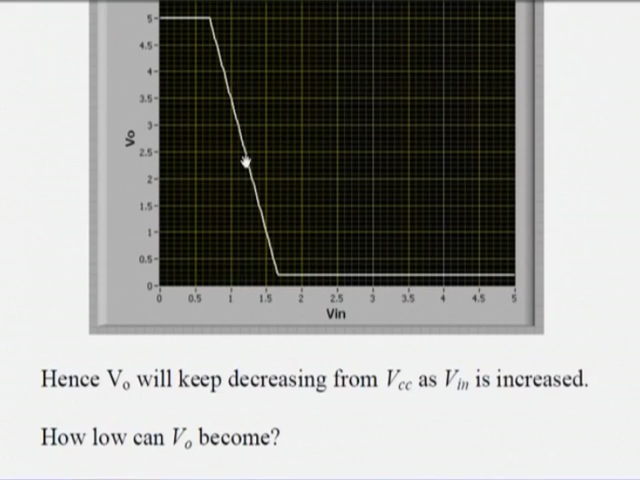 5
4.5
4
3.5
3
2.5
2
1.5
1
0.5
0
Vo
0 0.5 1 1.5 2 2.5 3 3.5 4 4.5 5
Vin
Hence Vo will keep decreasing from Vcc as Vin is increased.
How low can Vo become?